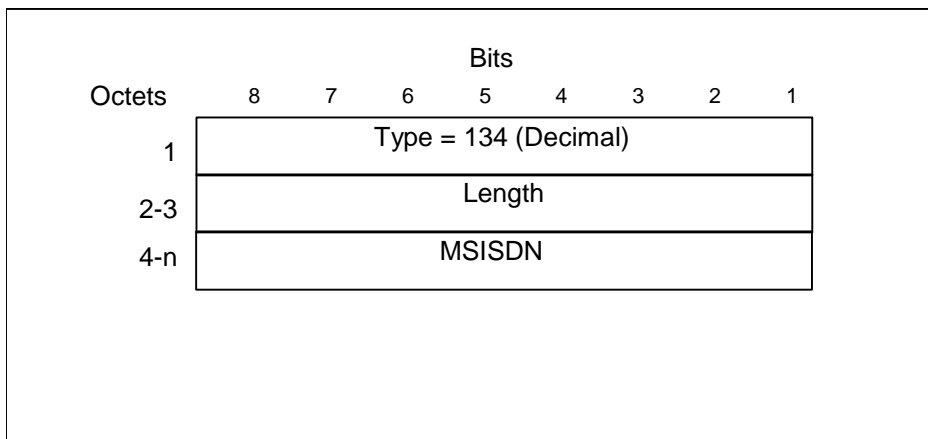 Bits
Octets 8 7 6 5 4 3 2 1
1 Type = 134 (Decimal)
2-3 Length
4-n MSISDN